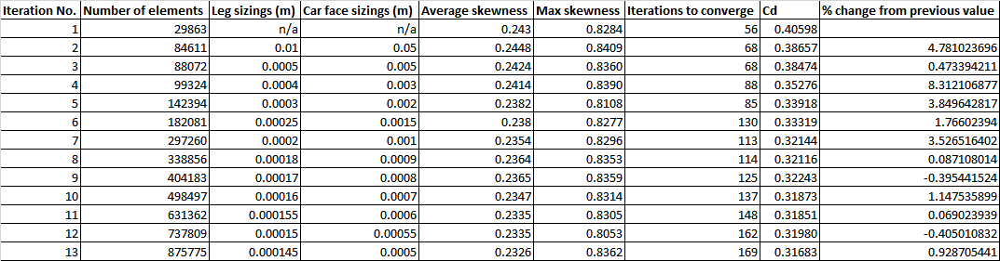 Iteration No. Number of elements Leg sizings (m) Car face sizings (m) Average skewness Max skewness Iterations to converge Cd % change from previous value
1 29863 n/a n/a 0.243 0.8284 56 0.40598
2 84611 0.01 0.05 0.2448 0.8409 68 0.38657 4.781023696
3 88072 0.0005 0.005 0.2424 0.8360 68 0.38474 0.473394211
4 99324 0.0004 0.003 0.2414 0.8390 88 0.35276 8.312106877
5 142394 0.0003 0.002 0.2382 0.8108 85 0.33918 3.849642817
6 182081 0.00025 0.0015 0.238 0.8277 130 0.33319 1.76602394
7 297260 0.0002 0.001 0.2354 0.8296 113 0.32144 3.526516402
8 338856 0.00018 0.0009 0.2364 0.8353 114 0.32116 0.087108014
9 404183 0.00017 0.0008 0.2365 0.8359 125 0.32243 -0.395441524
10 498497 0.00016 0.0007 0.2347 0.8314 137 0.31873 1.147535899
11 631362 0.000155 0.0006 0.2335 0.8305 148 0.31851 0.069023939
12 737809 0.00015 0.00055 0.2335 0.8053 162 0.31980 -0.405010832
13 875775 0.000145 0.0005 0.2326 0.8362 169 0.31683 0.928705441